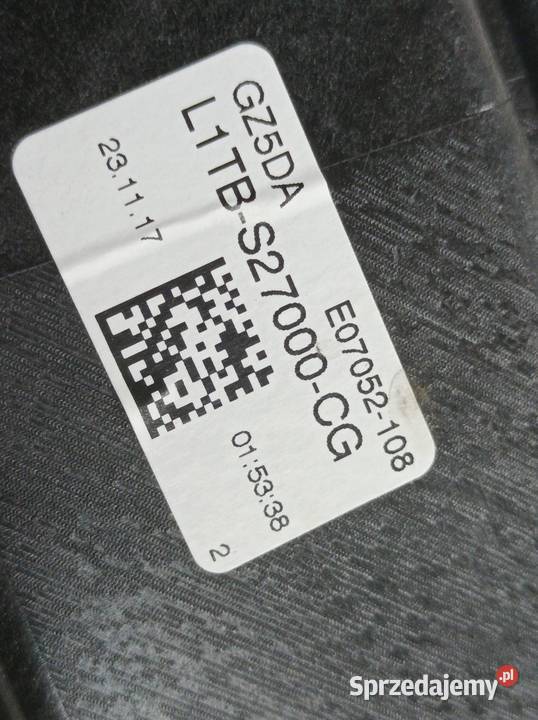 GZ5DA E07052-108
L1TB-S27000-CG
23.11.17 01:53:38
2
Sprzedajemy.pl